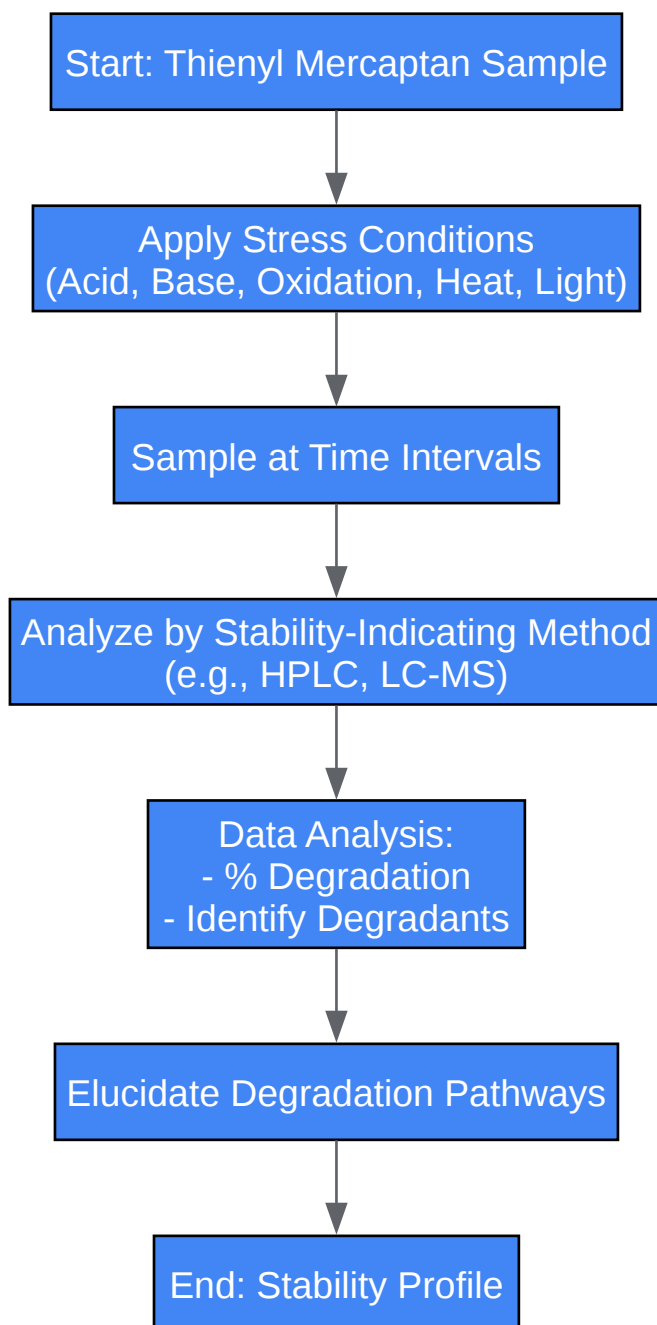 Start: Thienyl Mercaptan Sample
Apply Stress Conditions
(Acid, Base, Oxidation, Heat, Light)
Sample at Time Intervals
Analyze by Stability-Indicating Method
(e.g., HPLC, LC-MS)
Data Analysis:
- % Degradation
- Identify Degradants
Elucidate Degradation Pathways
End: Stability Profile